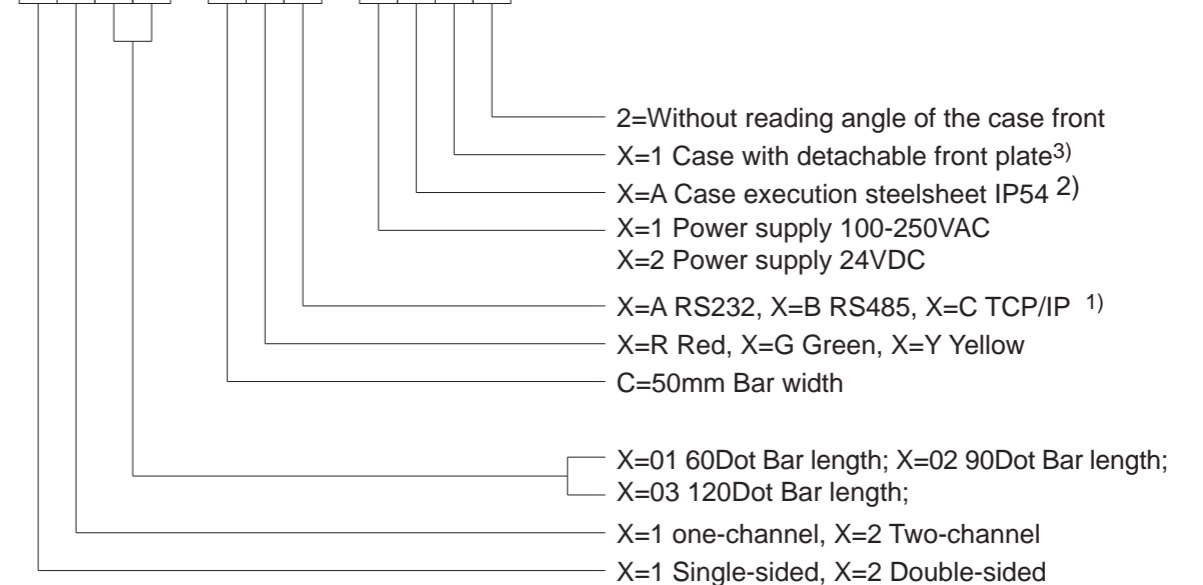 2=Without reading angle of the case front
X=1 Case with detachable front plate3)
X=A Case execution steelsheet IP54 2)
X=1 Power supply 100-250VAC
X=2 Power supply 24VDC
X=A RS232, X=B RS485, X=C TCP/IP 1)
X=R Red, X=G Green, X=Y Yellow
C=50mm Bar width
X=01 60Dot Bar length; X=02 90Dot Bar length;
X=03 120Dot Bar length;
X=1 one-channel, X=2 Two-channel
X=1 Single-sided, X=2 Double-sided